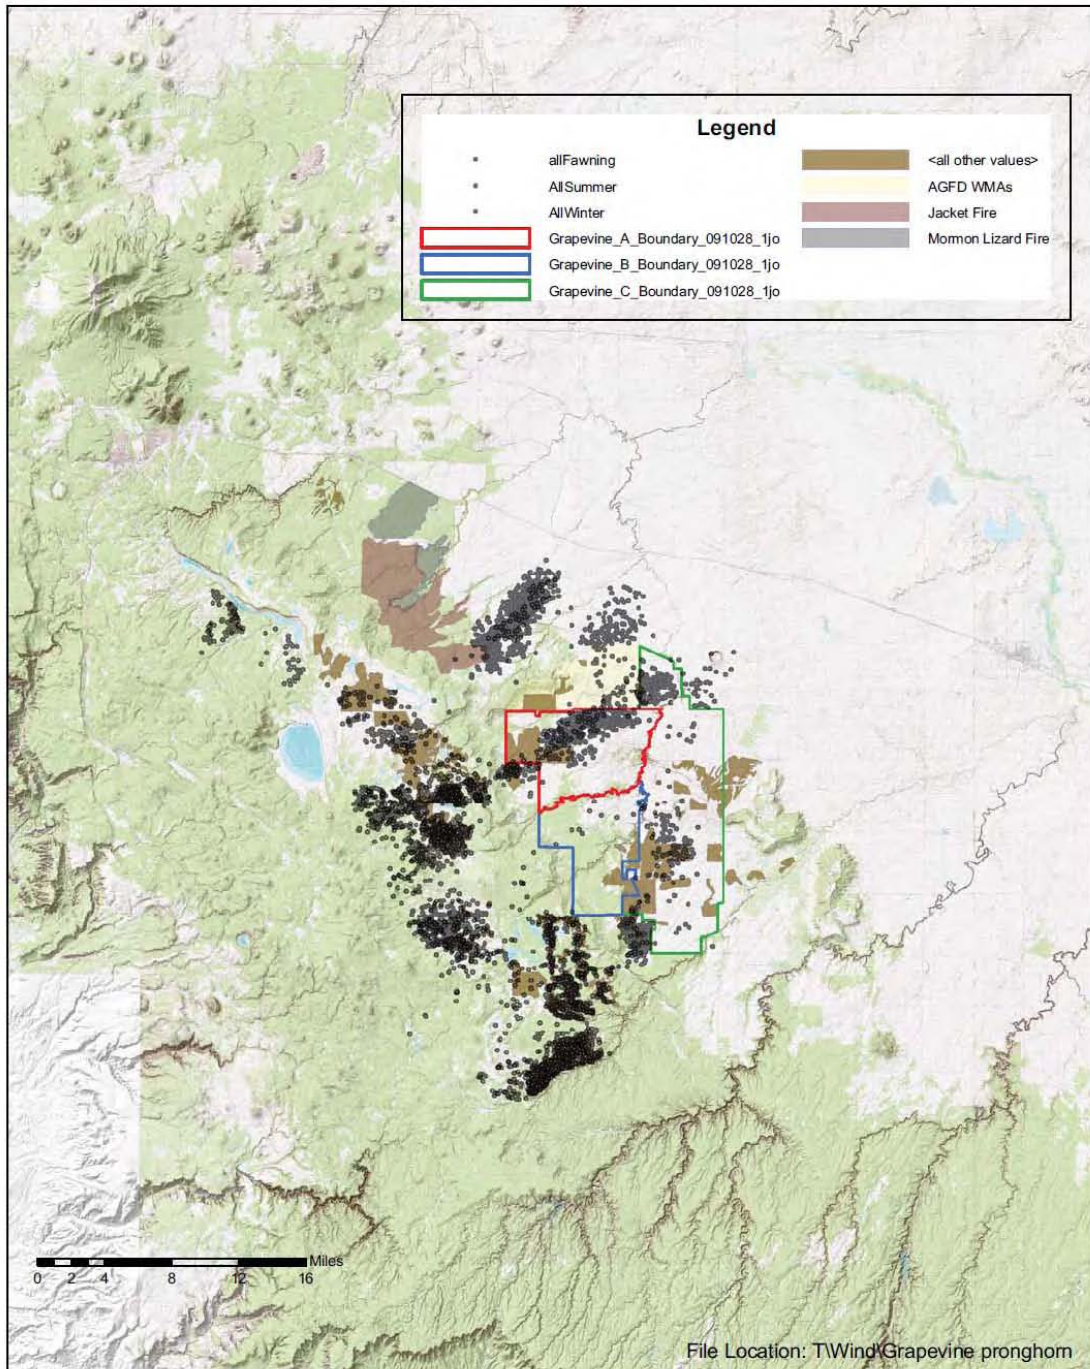 Legend
allFawning
AllSummer
AllWinter
Grapevine_A_Boundary_091028_1jo
Grapevine_B_Boundary_091028_1jo
Grapevine_C_Boundary_091028_1jo
<all other values>
AGFD WMAs
Jacket Fire
Mormon Lizard Fire
Miles
0 2 4 8 12 16
File Location: T\Wind\Grapevine pronghorn